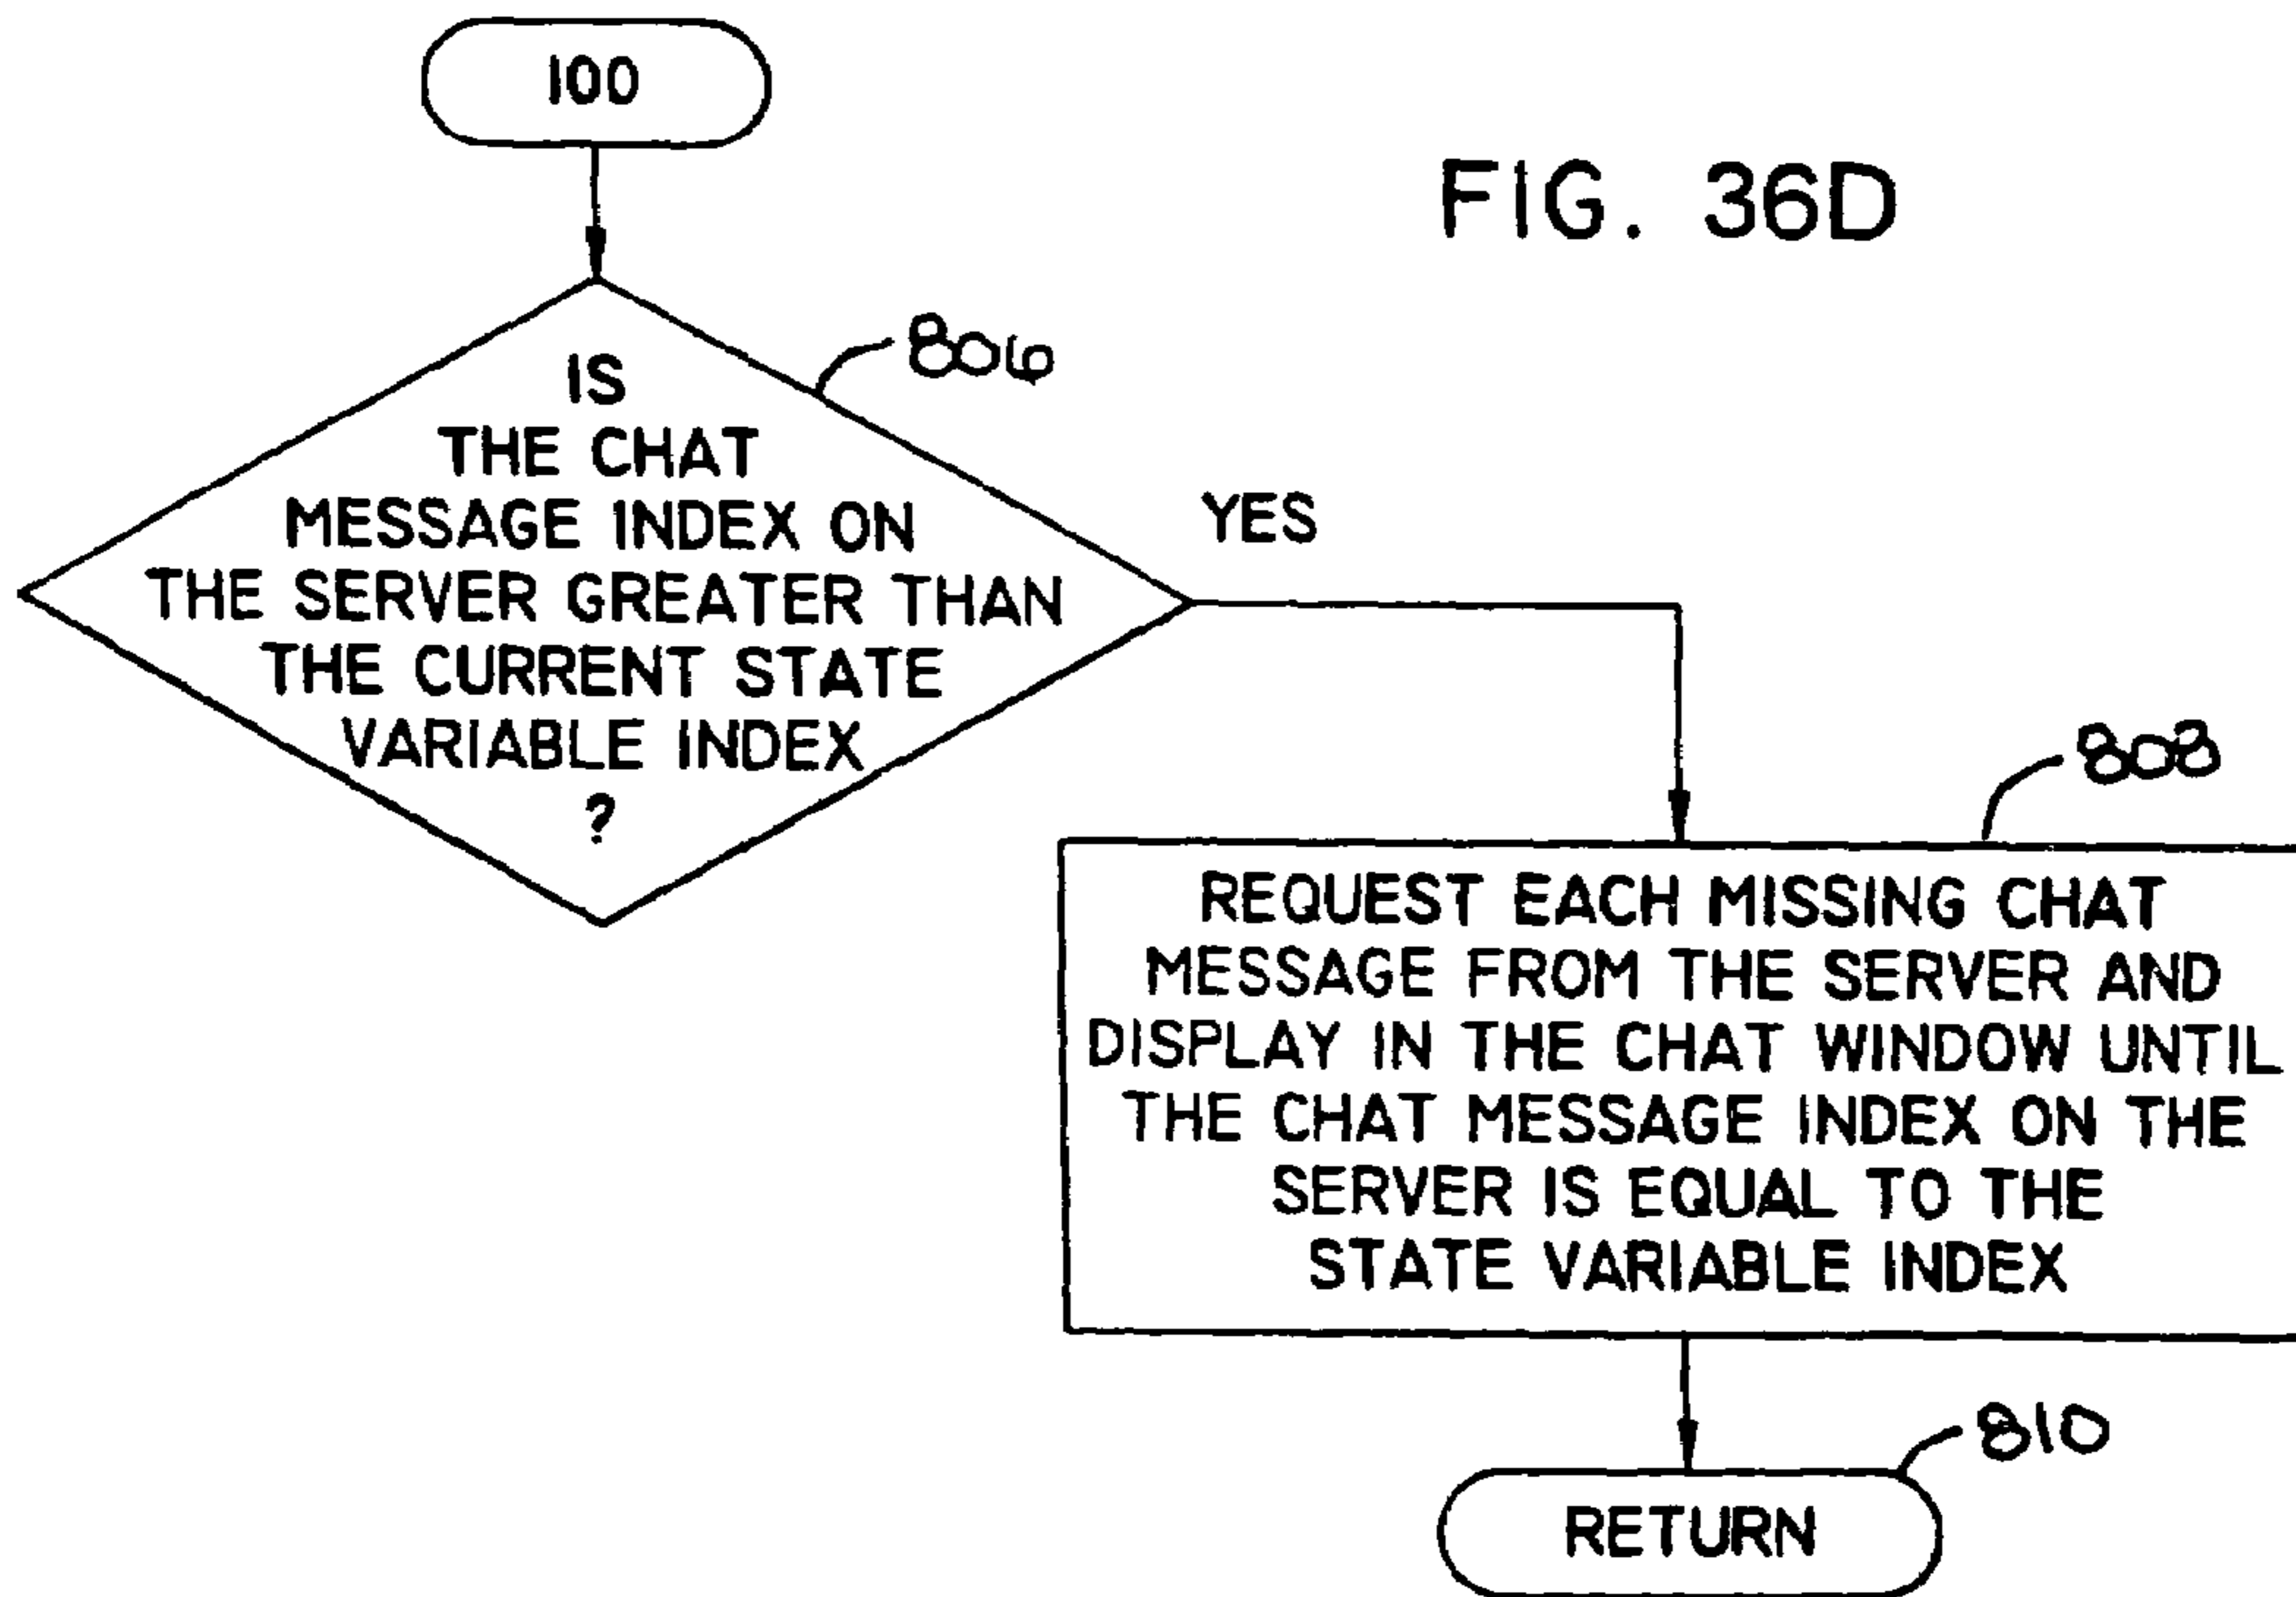 100
FIG. 36D
806
IS
THE CHAT
MESSAGE INDEX ON
THE SERVER GREATER THAN
THE CURRENT STATE
VARIABLE INDEX
?
YES
808
REQUEST EACH MISSING CHAT
MESSAGE FROM THE SERVER AND
DISPLAY IN THE CHAT WINDOW UNTIL
THE CHAT MESSAGE INDEX ON THE
SERVER IS EQUAL TO THE
STATE VARIABLE INDEX
810
RETURN